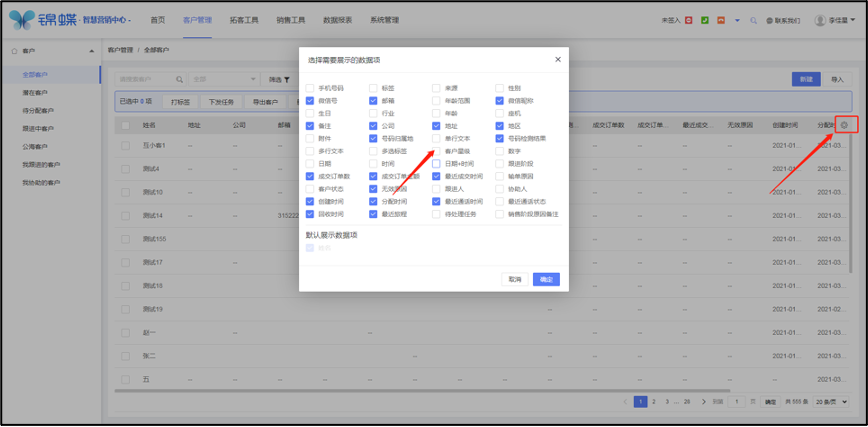 锦蝶 · 智慧营销中心 · 首页 客户管理 拓客工具 销售工具 数据报表 系统管理 未签入 联系我们 李佳星
客户
全部客户
潜在客户
待分配客户
跟进中客户
公海客户
我跟进的客户
我协助的客户
客户管理 / 全部客户
全部 筛选 新建 导入
已选中 0 项 打标签 下发任务 导出客户
姓名 地址 公司 邮箱 成交订单数 成交订单... 最近成交... 无效原因 创建时间 分配时
互小客1 -- -- -- -- 2021-01... 2021-03...
测试4 -- -- -- -- 2021-01... 2021-03...
测试10 -- -- -- -- 2021-01... 2021-03...
测试14 -- -- -- -- 2021-01... 2021-03...
测试155 -- -- -- -- 2021-01... 2021-03...
测试17 -- -- -- -- -- 2021-01... 2021-03...
测试18 -- -- -- -- 2021-01... 2021-03...
测试19 -- -- -- -- 2021-01... 2021-02...
赵一 -- -- -- -- -- -- 2021-01... 2021-03...
张二 -- -- -- -- -- 2021-01... 2021-03...
五 -- -- -- -- -- -- -- -- -- -- -- -- 2021-03...
1 2 3 ... 28 到第 1 页 确定 共 555 条 20 条/页
选择需要展示的数据项
手机号码 标签 来源 性别
微信号 邮箱 年龄范围 微信昵称
生日 行业 年龄 座机
备注 公司 地址 地区
附件 号码归属地 单行文本 号码检测结果
多行文本 多选标签 客户星级 数字
日期 时间 日期+时间 跟进阶段
成交订单数 成交订单金额 最近成交时间 输单原因
客户状态 无效原因 跟进人 协助人
创建时间 分配时间 最近通话时间 最近通话状态
回收时间 最近旅程 待处理任务 销售阶段原因备注
默认展示数据项
姓名
取消 确定